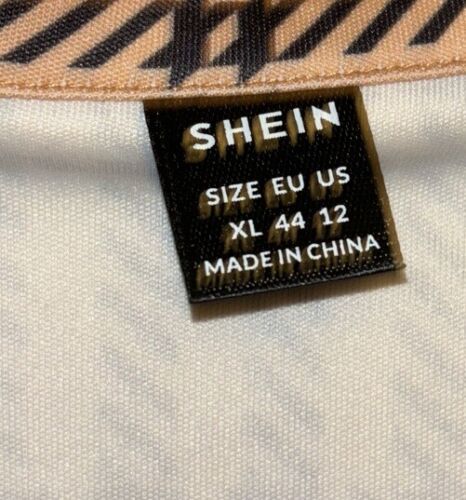 SHEIN
SIZE EU US
XL 44 12
MADE IN CHINA